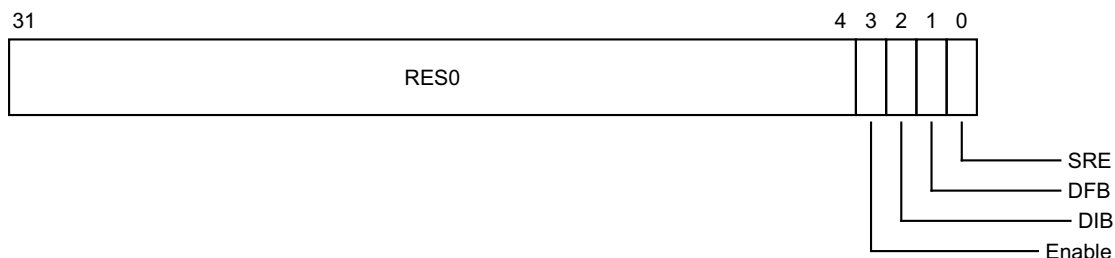 31 4 3 2 1 0
RES0
SRE
DFB
DIB
Enable